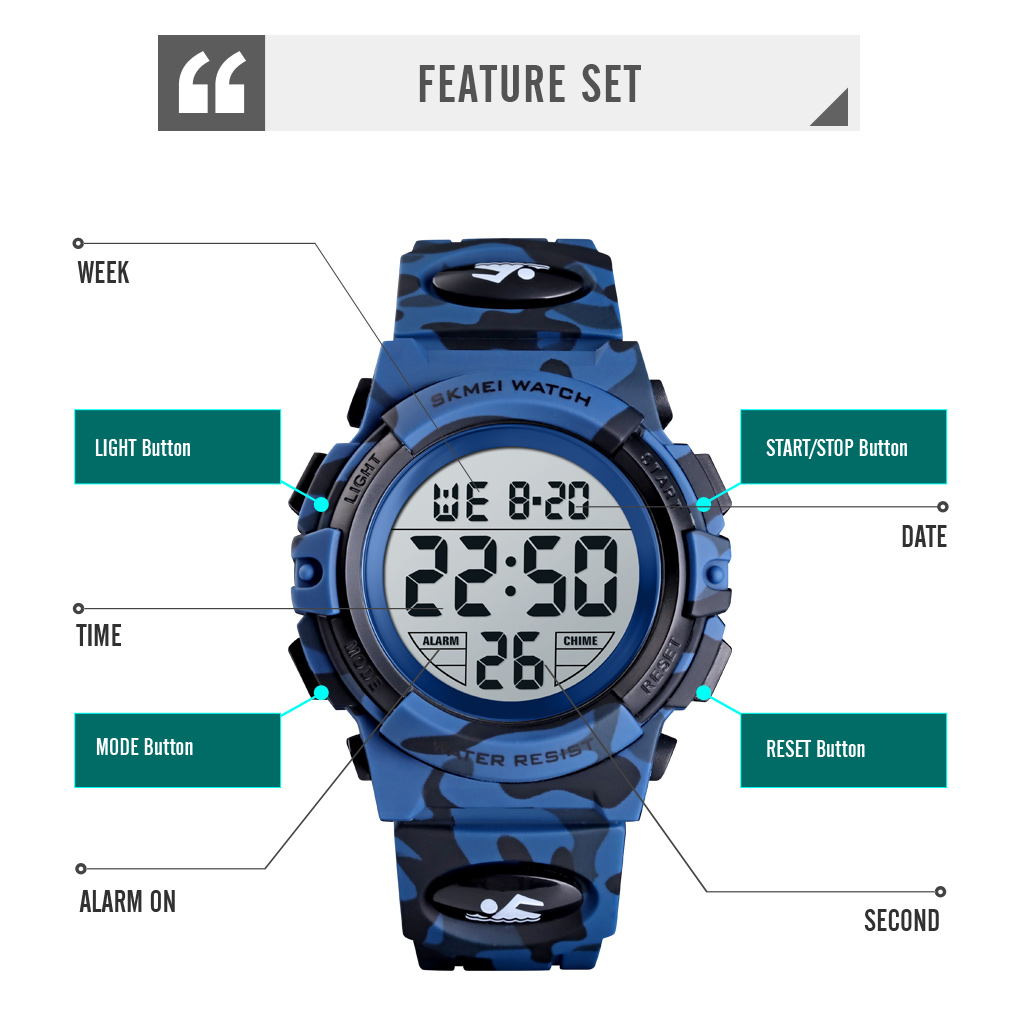 FEATURE SET
WEEK
SKMEI WATCH
LIGHT Button
START/STOP Button
LIGHT
START
WE 8-20
DATE
22:50
TIME
ALARM
CHIME
26
MODE
RESET
MODE Button
WATER RESIST
RESET Button
ALARM ON
SECOND